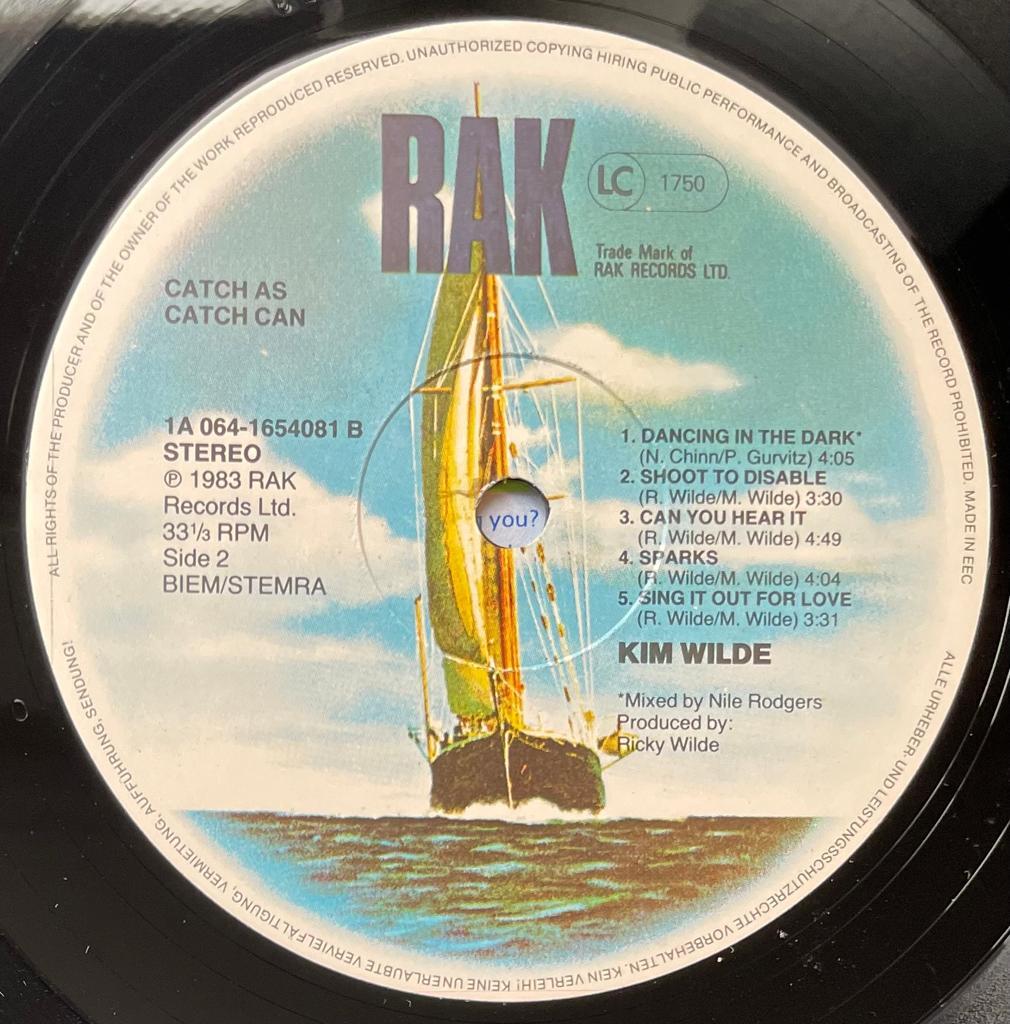 ALL RIGHTS OF THE PRODUCER AND OF THE OWNER OF THE WORK REPRODUCED RESERVED. UNAUTHORIZED COPYING HIRING PUBLIC PERFORMANCE AND BROADCASTING OF THE RECORD PROHIBITED. MADE IN EEC
RAK
LC 1750
Trade Mark of
RAK RECORDS LTD.
CATCH AS
CATCH CAN
1A 064-1654081 B
STEREO
℗ 1983 RAK
Records Ltd.
33⅓ RPM
Side 2
BIEM/STEMRA
you?
1. DANCING IN THE DARK*
(N. Chinn/P. Gurvitz) 4:05
2. SHOOT TO DISABLE
(R. Wilde/M. Wilde) 3:30
3. CAN YOU HEAR IT
(R. Wilde/M. Wilde) 4:49
4. SPARKS
(R. Wilde/M. Wilde) 4:04
5. SING IT OUT FOR LOVE
(R. Wilde/M. Wilde) 3:31
KIM WILDE
*Mixed by Nile Rodgers
Produced by:
Ricky Wilde
ALLE URHEBER- UND LEISTUNGSSCHUTZRECHTE VORBEHALTEN. KEIN VERLEIH! KEINE UNERLAUBTE VERVIELFÄLTIGUNG, VERMIETUNG, AUFFÜHRUNG, SENDUNG!